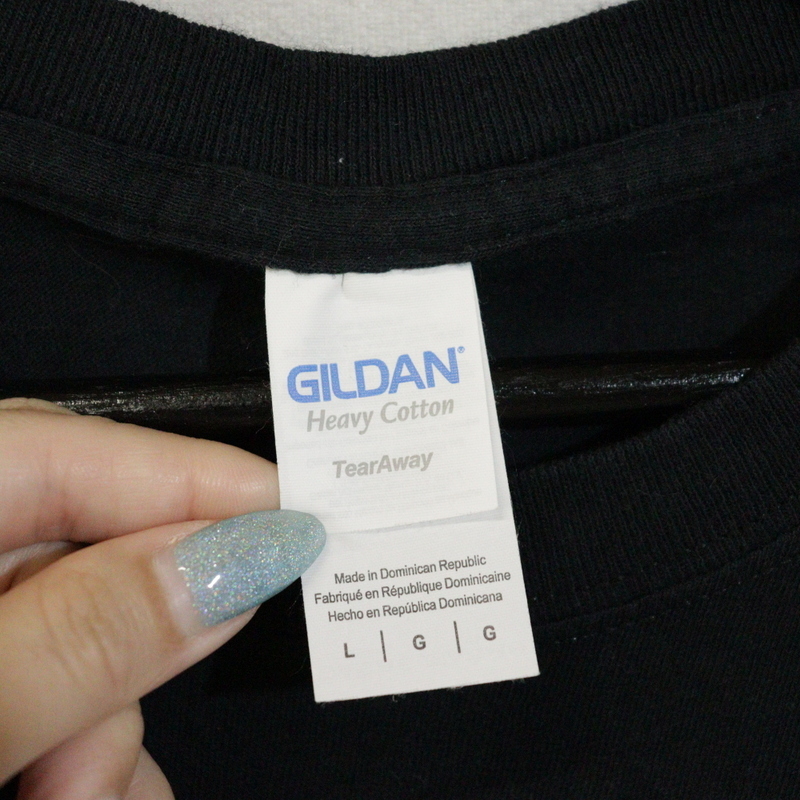 GILDAN®
Heavy Cotton
TearAway
Made in Dominican Republic
Fabriqué en République Dominicaine
Hecho en República Dominicana
L | G | G